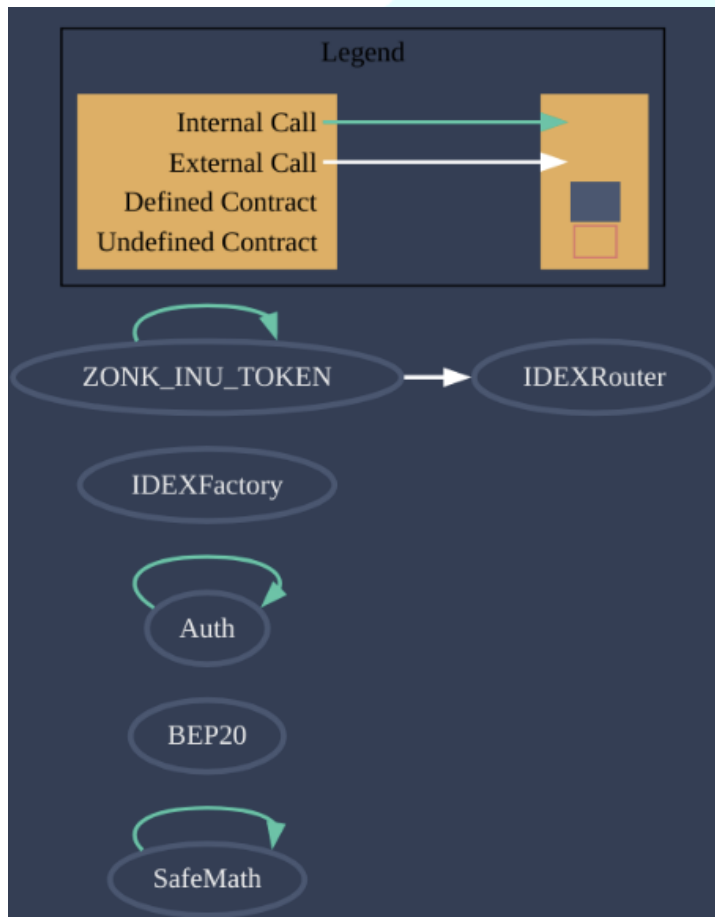 Legend
Internal Call
External Call
Defined Contract
Undefined Contract
ZONK_INU_TOKEN
IDEXRouter
IDEXFactory
Auth
BEP20
SafeMath